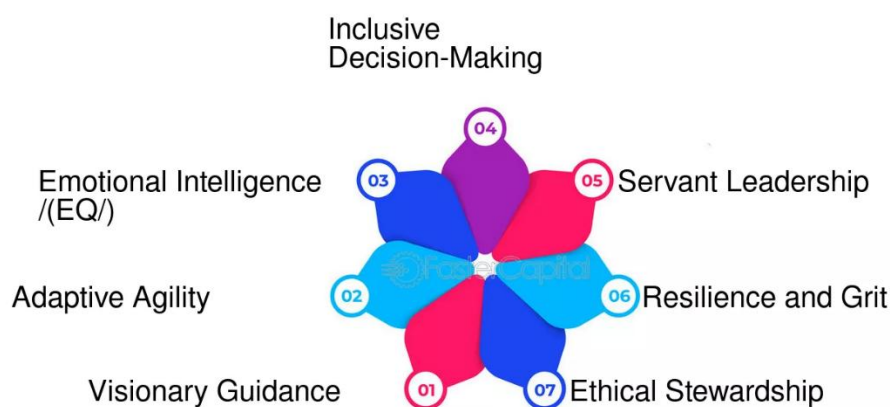 Inclusive
Decision-Making
04
03
05
Emotional Intelligence
/(EQ/)
Servant Leadership
FasterCapital
Adaptive Agility
02
06
Resilience and Grit
Visionary Guidance
01
07
Ethical Stewardship